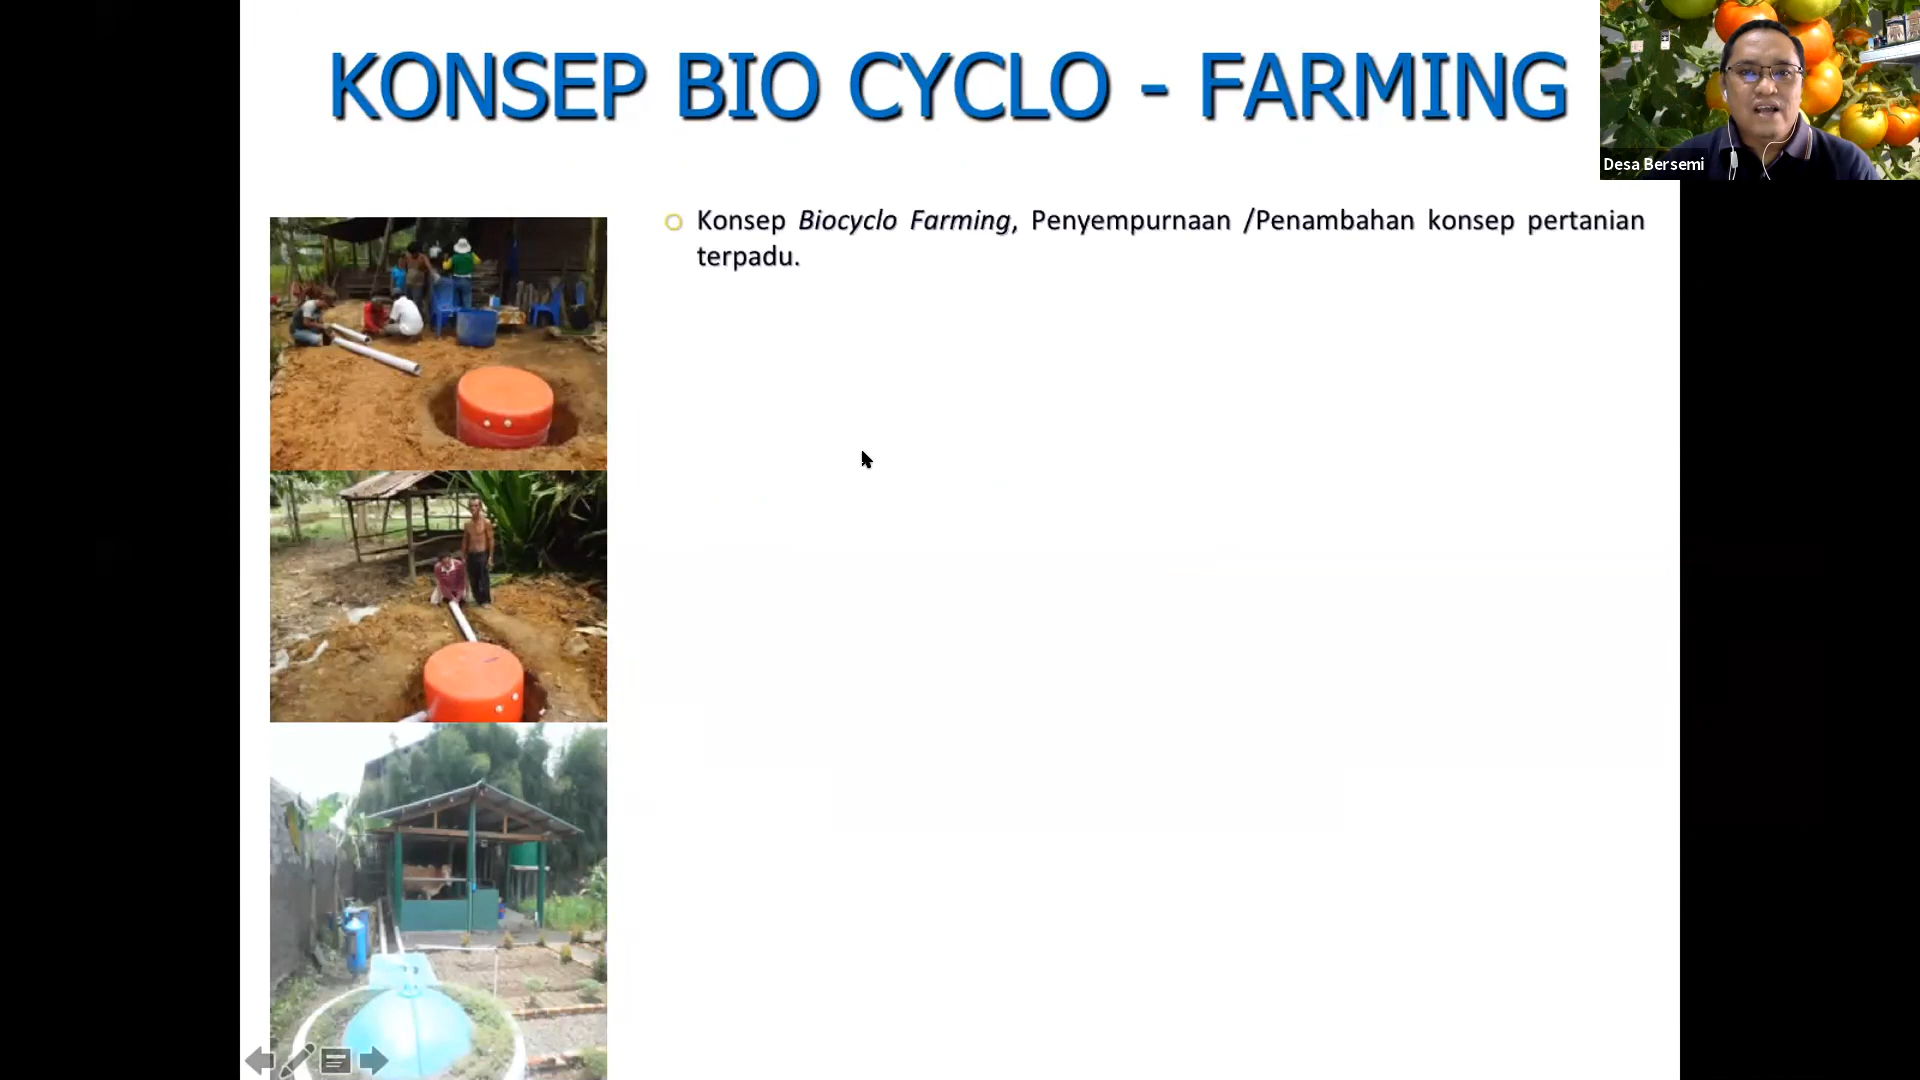 KONSEP BIO CYCLO - FARMING
Desa Bersemi
Konsep Biocyclo Farming, Penyempurnaan /Penambahan konsep pertanian
terpadu.